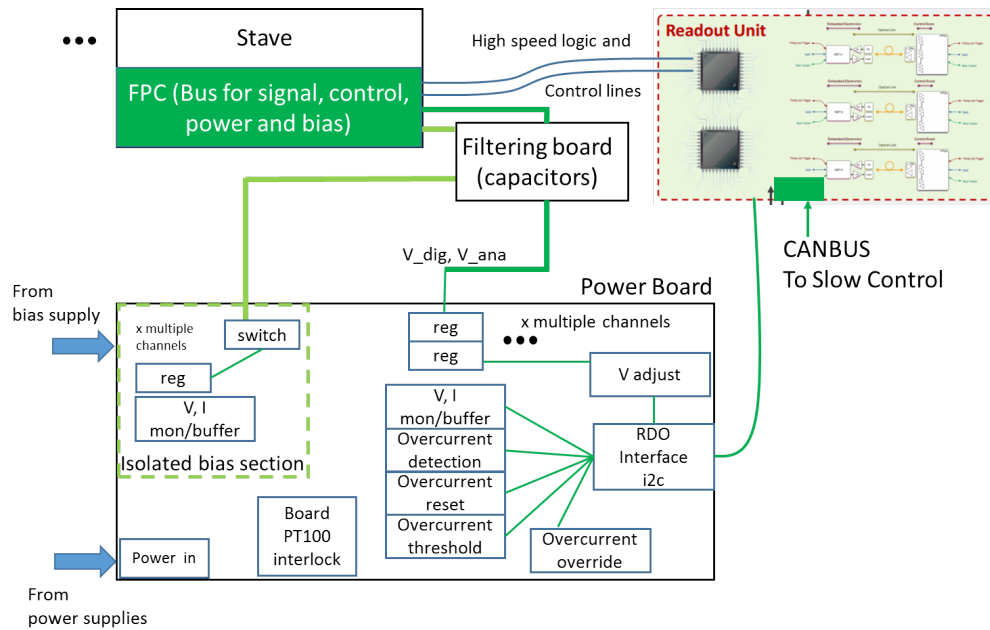 Stave
FPC (Bus for signal, control,
power and bias)
High speed logic and
Control lines
Readout Unit
Filtering board
(capacitors)
CANBUS
To Slow Control
V_dig, V_ana
Power Board
From
bias supply
x multiple
channels
switch
reg
V, I
mon/buffer
Isolated bias section
reg
reg
x multiple channels
V adjust
V, I
mon/buffer
Overcurrent
detection
Overcurrent
reset
Overcurrent
threshold
RDO
Interface
i2c
Overcurrent
override
Board
PT100
interlock
Power in
From
power supplies